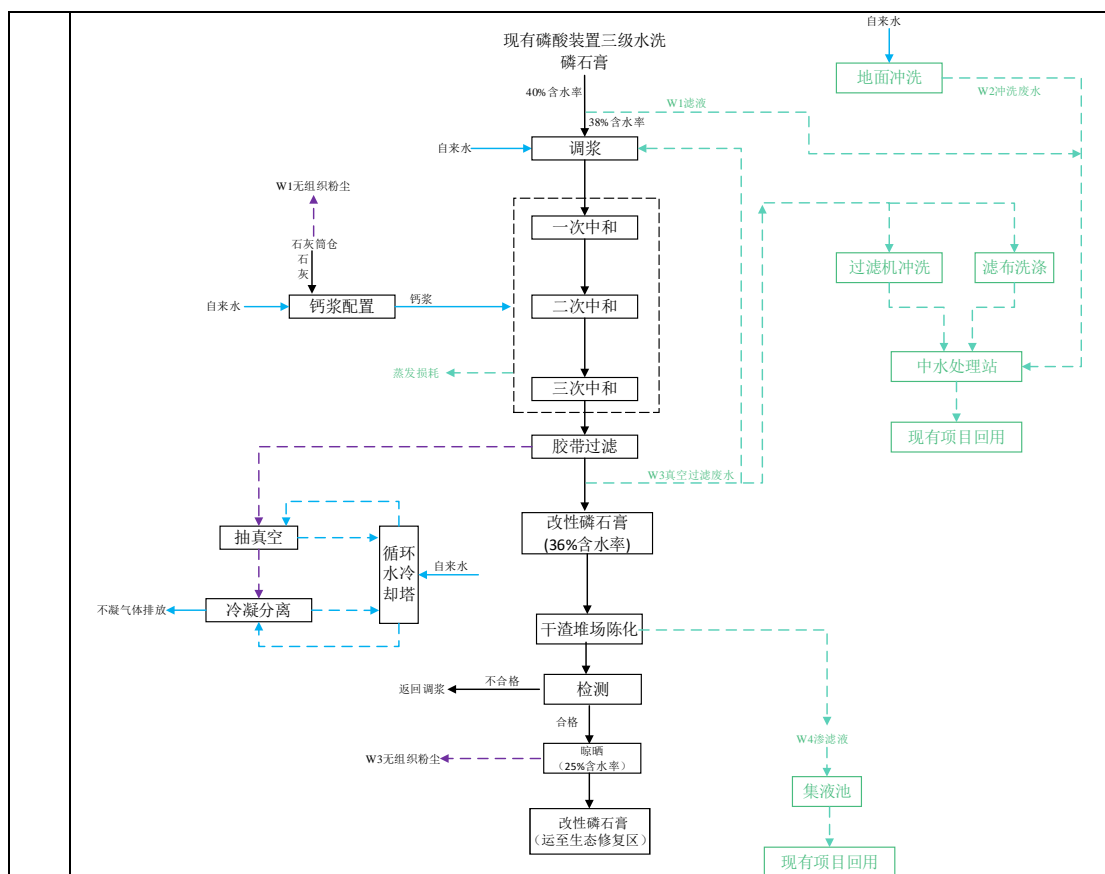 现有磷酸装置三级水洗
磷石膏
自来水
地面冲洗
W2冲洗废水
40%含水率
W1滤液
38%含水率
自来水
调浆
W1无组织粉尘
石灰筒仓
石
灰
一次中和
过滤机冲洗
滤布洗涤
自来水
钙浆配置
钙浆
二次中和
蒸发损耗
三次中和
中水处理站
现有项目回用
胶带过滤
W3真空过滤废水
改性磷石膏
(36%含水率)
抽真空
循环
水冷
却塔
自来水
不凝气体排放
冷凝分离
干渣堆场陈化
返回调浆
不合格
检测
合格
W4渗滤液
W3无组织粉尘
晾晒
（25%含水率）
集液池
改性磷石膏
（运至生态修复区）
现有项目回用